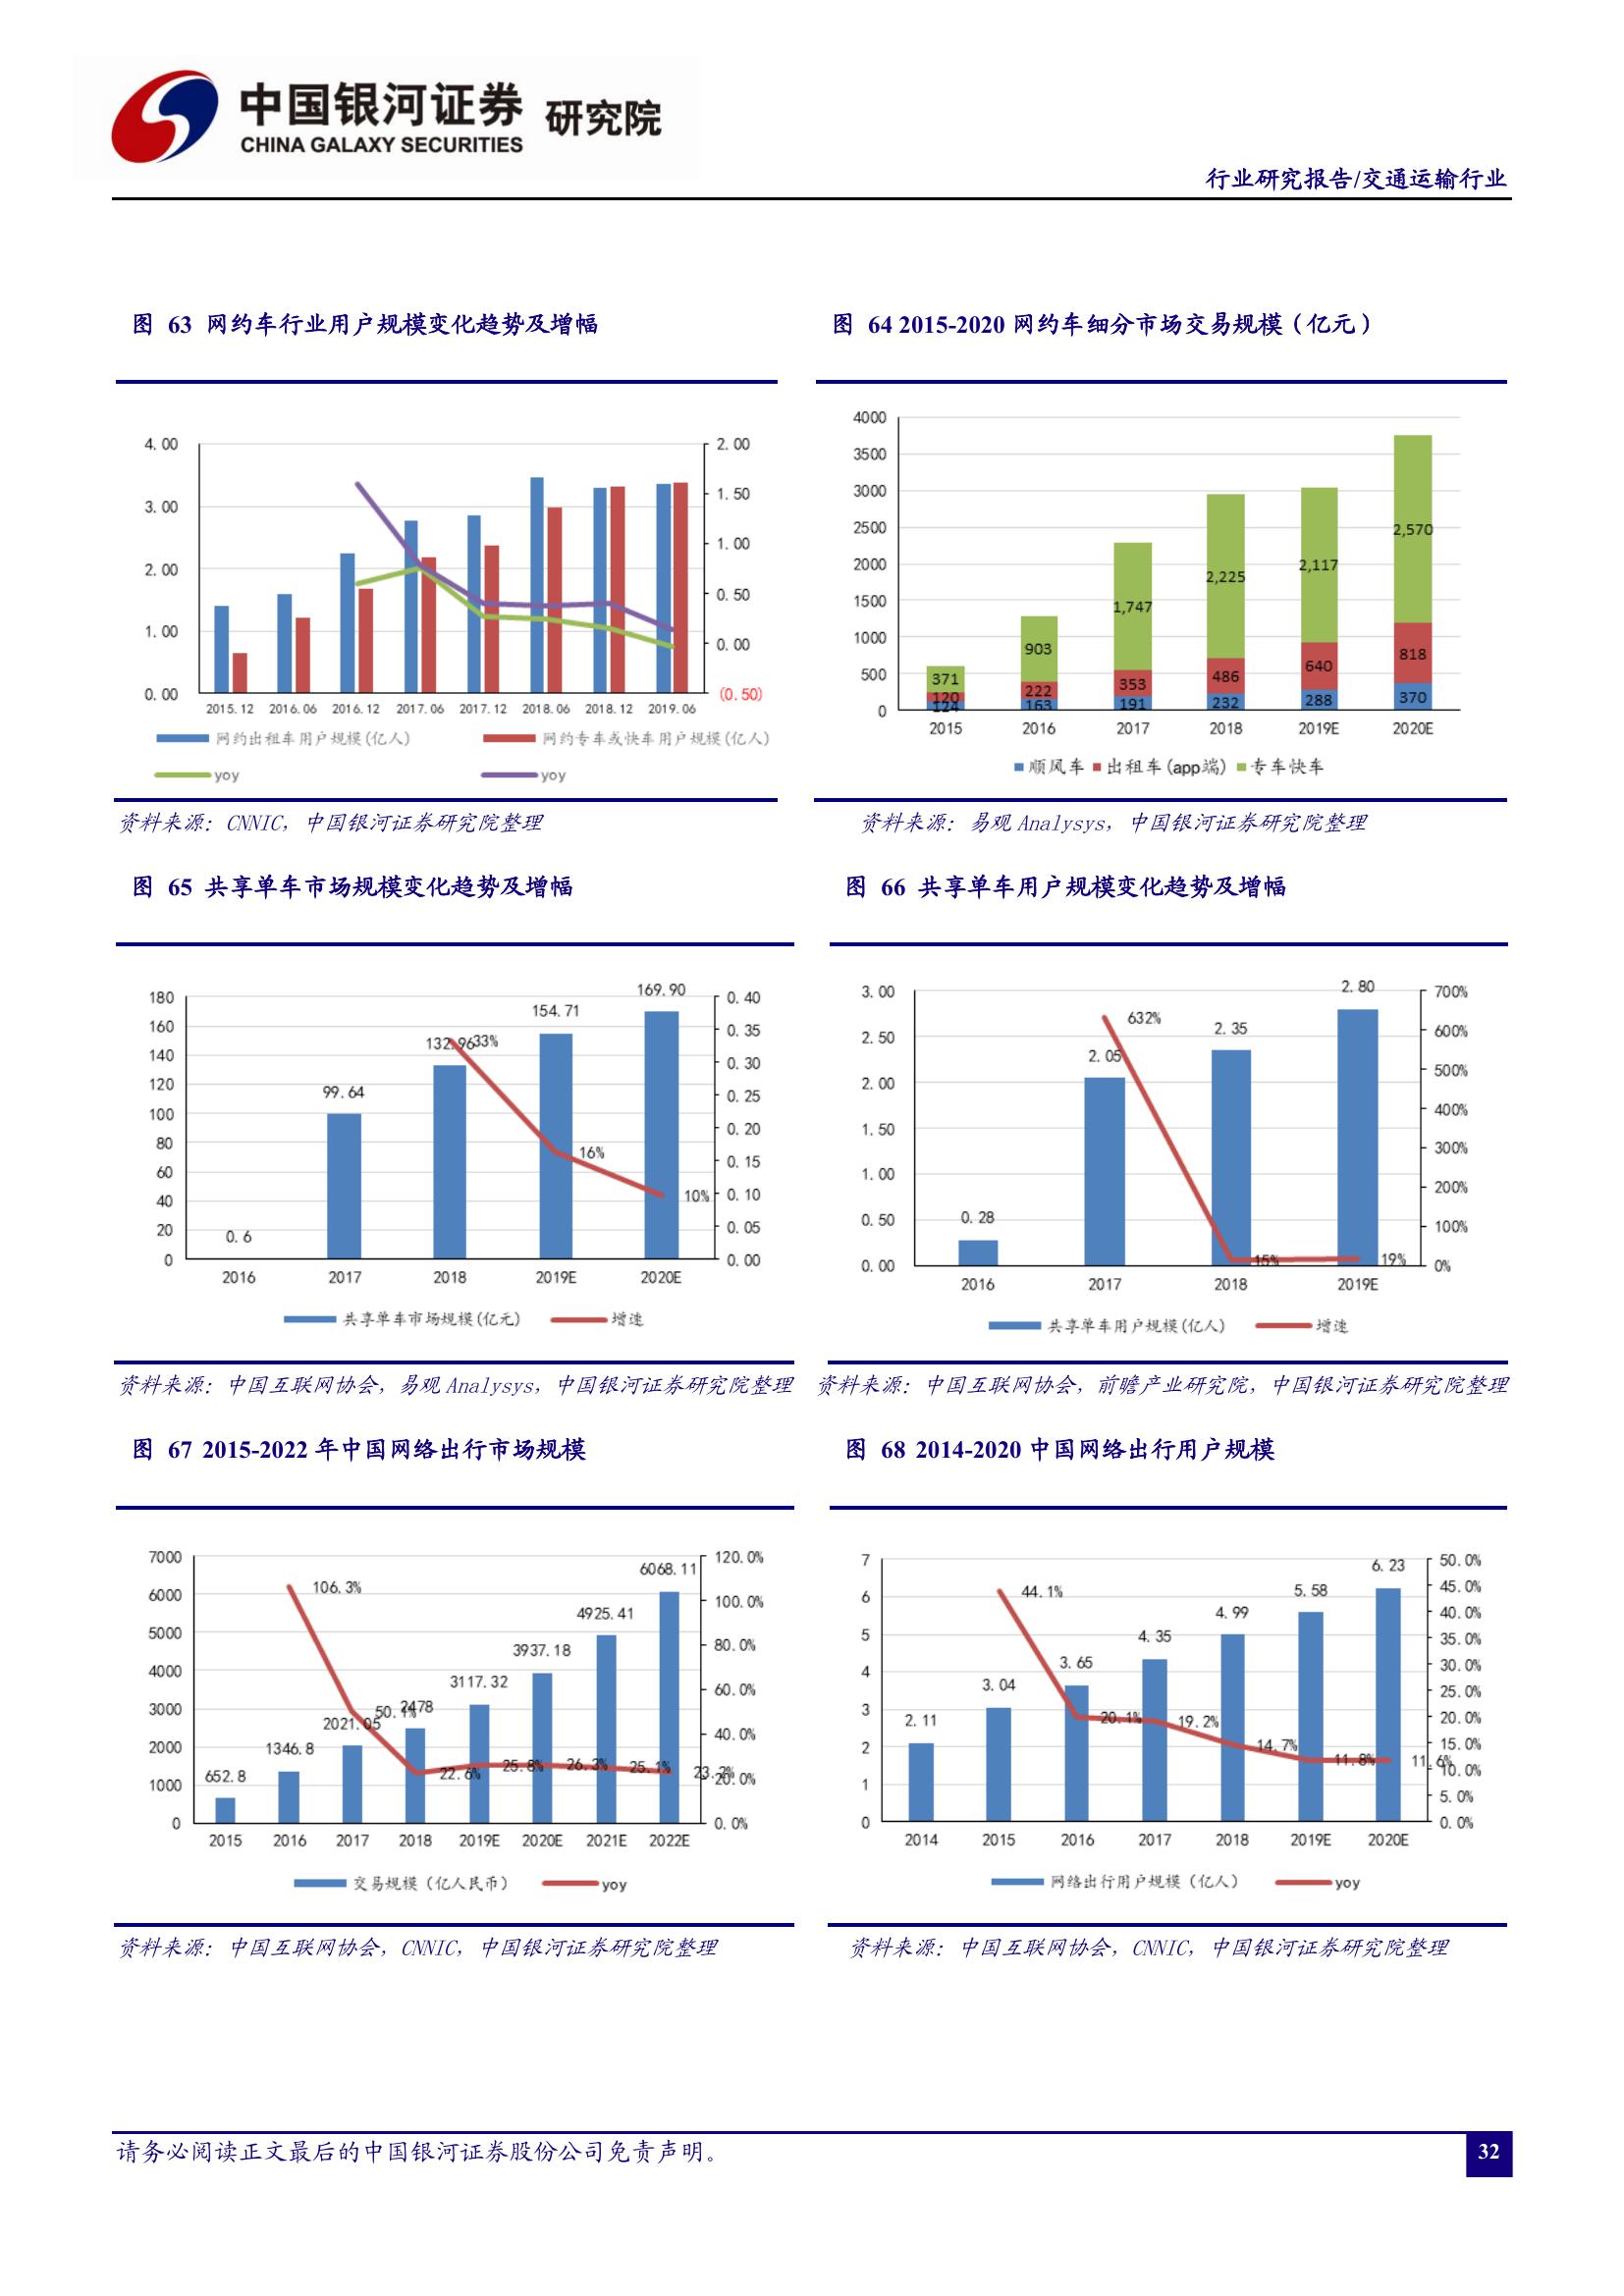 中国银河证券 研究院
CHINA GALAXY SECURITIES
行业研究报告/交通运输行业
图 63 网约车行业用户规模变化趋势及增幅
4.00
3.00
2.00
1.00
0.00
2.00
1.50
1.00
0.50
0.00
(0.50)
2015.12 2016.06 2016.12 2017.06 2017.12 2018.06 2018.12 2019.06
网约出租车用户规模(亿人) 网约专车或快车用户规模(亿人)
yoy yoy
资料来源：CNNIC，中国银河证券研究院整理
图 64 2015-2020 网约车细分市场交易规模（亿元）
4000
3500
3000
2500
2000
1500
1000
500
0
371 903 1,747 2,225 2,117 2,570
120 222 353 486 640 818
124 163 191 232 288 370
2015 2016 2017 2018 2019E 2020E
顺风车 出租车(app端) 专车快车
资料来源：易观 Analysys，中国银河证券研究院整理
图 65 共享单车市场规模变化趋势及增幅
180
160
140
120
100
80
60
40
20
0
0.6 99.64 132.96 154.71 169.90
33% 16% 10%
0.40
0.35
0.30
0.25
0.20
0.15
0.10
0.05
0.00
2016 2017 2018 2019E 2020E
共享单车市场规模(亿元) 增速
资料来源：中国互联网协会，易观 Analysys，中国银河证券研究院整理
图 66 共享单车用户规模变化趋势及增幅
3.00
2.50
2.00
1.50
1.00
0.50
0.00
0.28 2.05 2.35 2.80
632% 15% 19%
700%
600%
500%
400%
300%
200%
100%
0%
2016 2017 2018 2019E
共享单车用户规模(亿人) 增速
资料来源：中国互联网协会，前瞻产业研究院，中国银河证券研究院整理
图 67 2015-2022 年中国网络出行市场规模
7000
6000
5000
4000
3000
2000
1000
0
652.8 1346.8 2021.05 2478 3117.32 3937.18 4925.41 6068.11
106.3% 50.1% 22.6% 25.8% 26.3% 25.1% 23.2%
120.0%
100.0%
80.0%
60.0%
40.0%
20.0%
0.0%
2015 2016 2017 2018 2019E 2020E 2021E 2022E
交易规模（亿人民币） yoy
资料来源：中国互联网协会，CNNIC，中国银河证券研究院整理
图 68 2014-2020 中国网络出行用户规模
7
6
5
4
3
2
1
0
2.11 3.04 3.65 4.35 4.99 5.58 6.23
44.1% 20.1% 19.2% 14.7% 11.8% 11.6%
50.0%
45.0%
40.0%
35.0%
30.0%
25.0%
20.0%
15.0%
10.0%
5.0%
0.0%
2014 2015 2016 2017 2018 2019E 2020E
网络出行用户规模（亿人） yoy
资料来源：中国互联网协会，CNNIC，中国银河证券研究院整理
请务必阅读正文最后的中国银河证券股份公司免责声明。
32